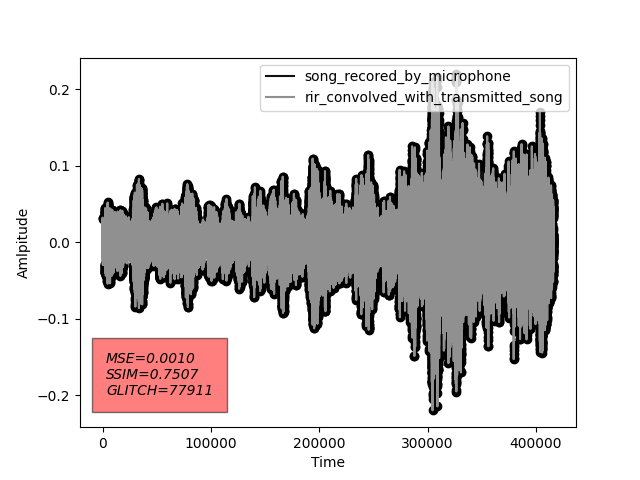 song_recored_by_microphone
rir_convolved_with_transmitted_song
0.2
0.1
0.0
−0.1
−0.2
Amlpitude
MSE=0.0010
SSIM=0.7507
GLITCH=77911
0 100000 200000 300000 400000
Time